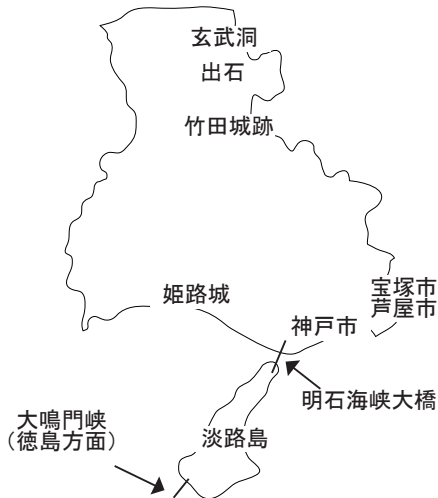 玄武洞
出石
竹田城跡
姫路城
宝塚市
芦屋市
神戸市
明石海峡大橋
大鳴門峡
（徳島方面）
淡路島